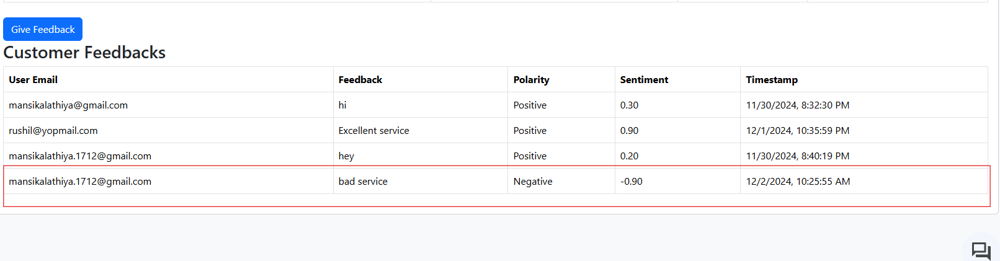 Give Feedback
Customer Feedbacks
User Email Feedback Polarity Sentiment Timestamp
mansikalathiya@gmail.com hi Positive 0.30 11/30/2024, 8:32:30 PM
rushil@yopmail.com Excellent service Positive 0.90 12/1/2024, 10:35:59 PM
mansikalathiya.1712@gmail.com hey Positive 0.20 11/30/2024, 8:40:19 PM
mansikalathiya.1712@gmail.com bad service Negative -0.90 12/2/2024, 10:25:55 AM